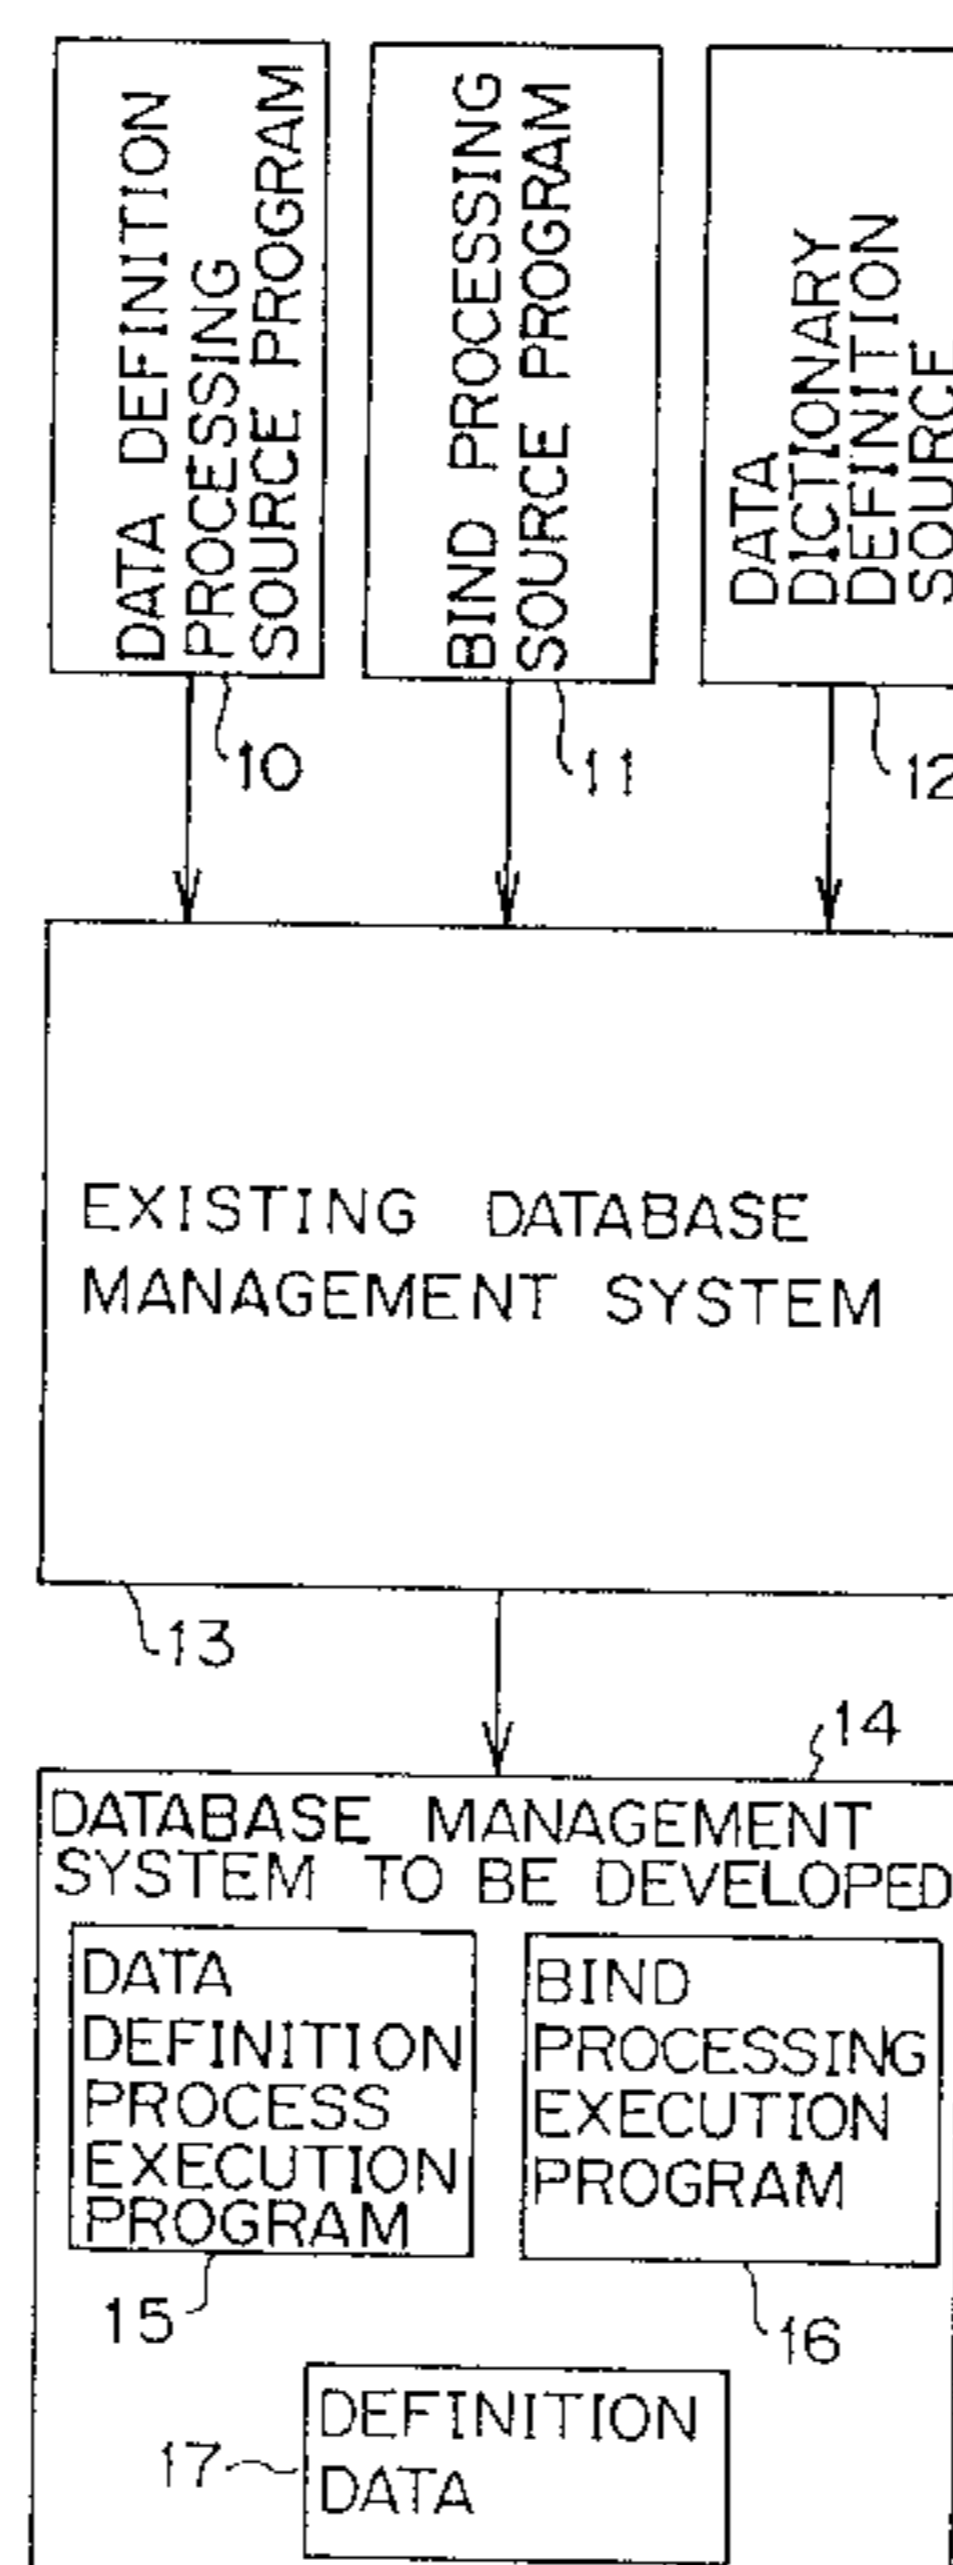 DATA DEFINITION
PROCESSING
SOURCE PROGRAM
10
BIND PROCESSING
SOURCE PROGRAM
11
DATA
DICTIONARY
DEFINITION
SOURCE
12
EXISTING DATABASE
MANAGEMENT SYSTEM
13
14
DATABASE MANAGEMENT
SYSTEM TO BE DEVELOPED
DATA
DEFINITION
PROCESS
EXECUTION
PROGRAM
15
BIND
PROCESSING
EXECUTION
PROGRAM
16
17
DEFINITION
DATA